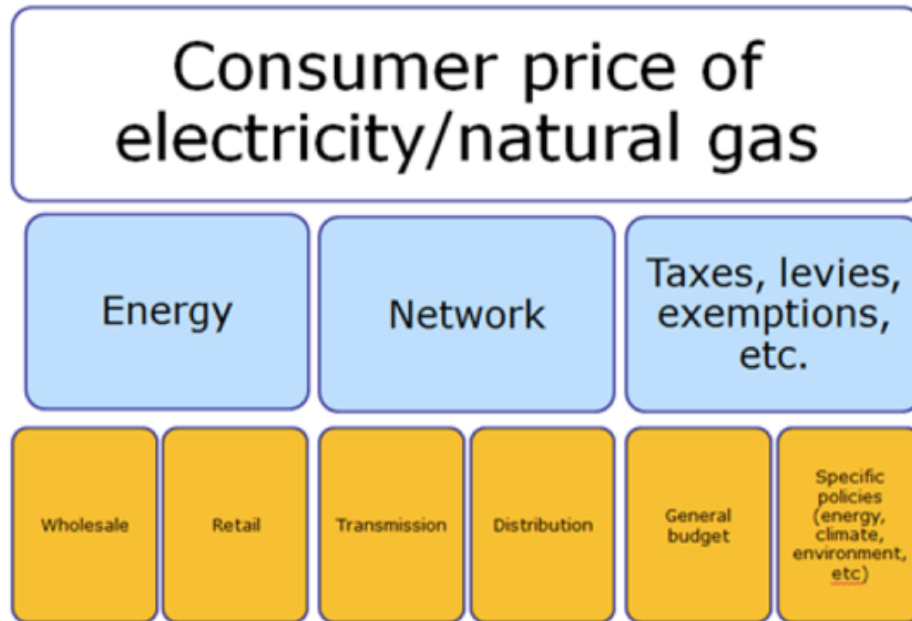 Consumer price of
electricity/natural gas
Energy
Network
Taxes, levies,
exemptions,
etc.
Wholesale
Retail
Transmission
Distribution
General
budget
Specific
policies
(energy,
climate,
environment,
etc)